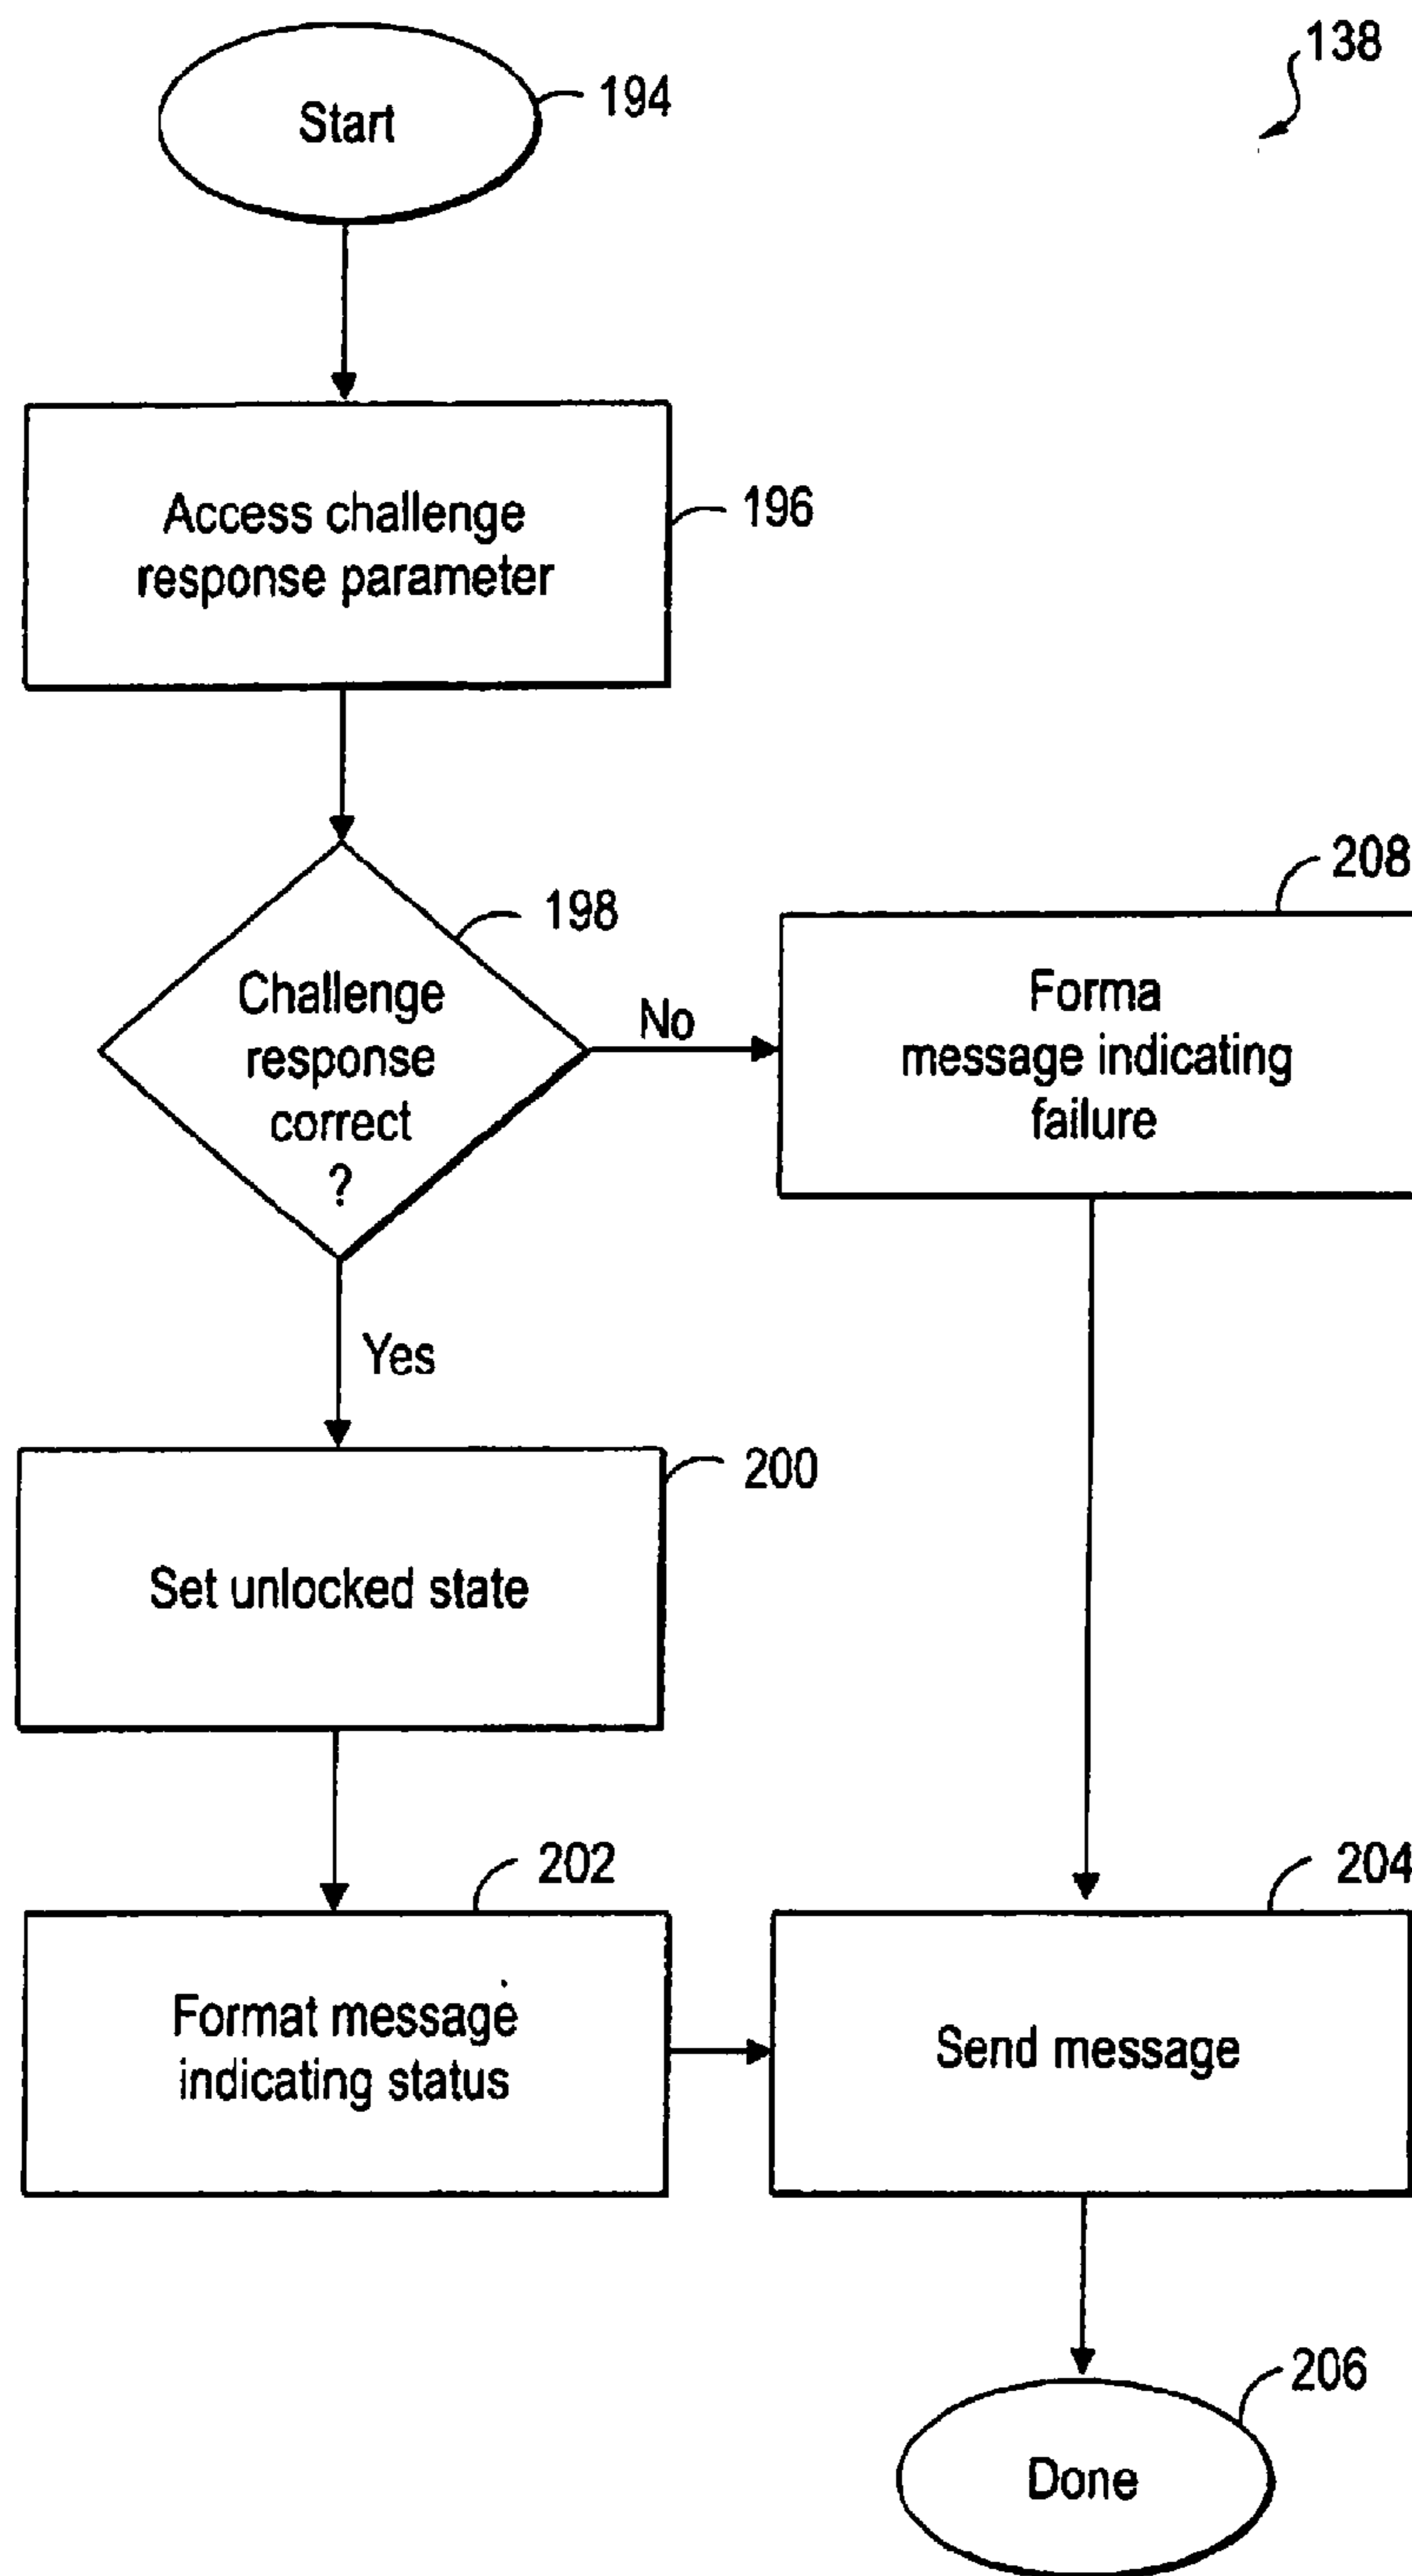 138
Start
194
Access challenge
response parameter
196
198
Challenge
response
correct
?
No
208
Forma
message indicating
failure
Yes
200
Set unlocked state
202
Format message
indicating status
204
Send message
206
Done